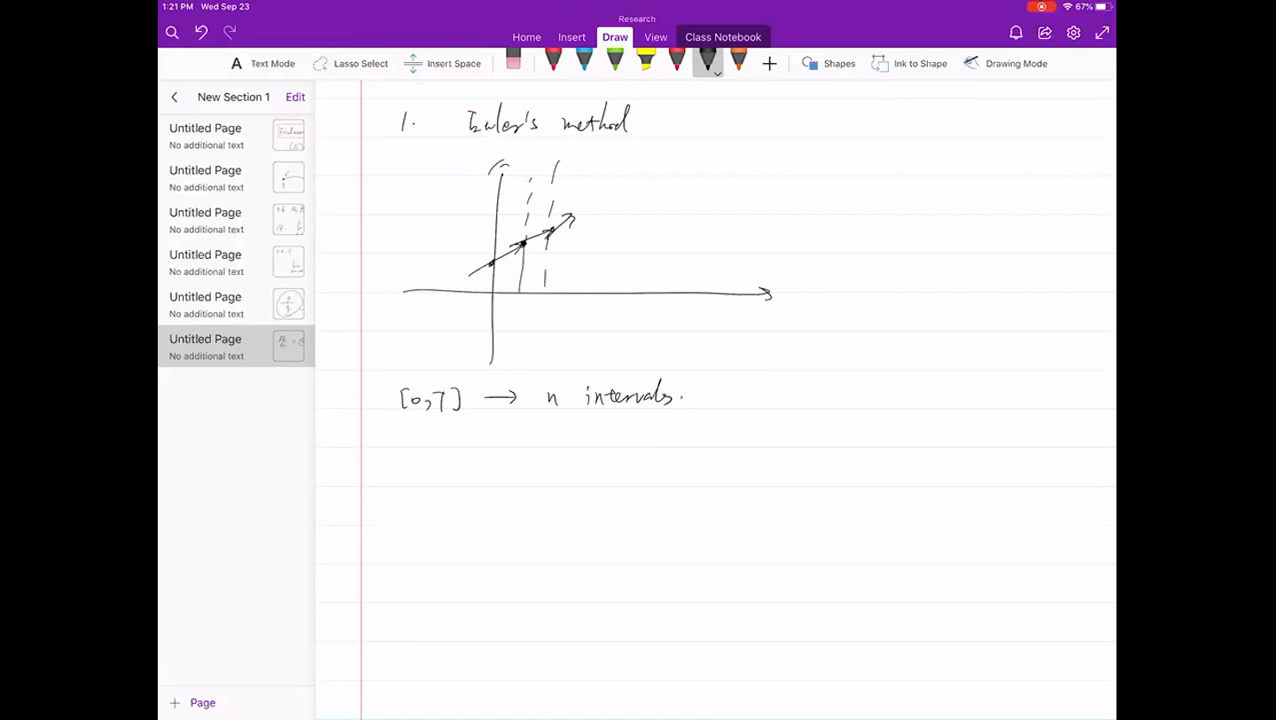 1:21 PM Wed Sep 23
67%
Research
Home Insert Draw View Class Notebook
A Text Mode Lasso Select Insert Space Shapes Ink to Shape Drawing Mode
New Section 1 Edit
Untitled Page
No additional text
Untitled Page
No additional text
Untitled Page
No additional text
Untitled Page
No additional text
Untitled Page
No additional text
Untitled Page
No additional text
Page
1. Euler's method
[0,T] → n intervals.